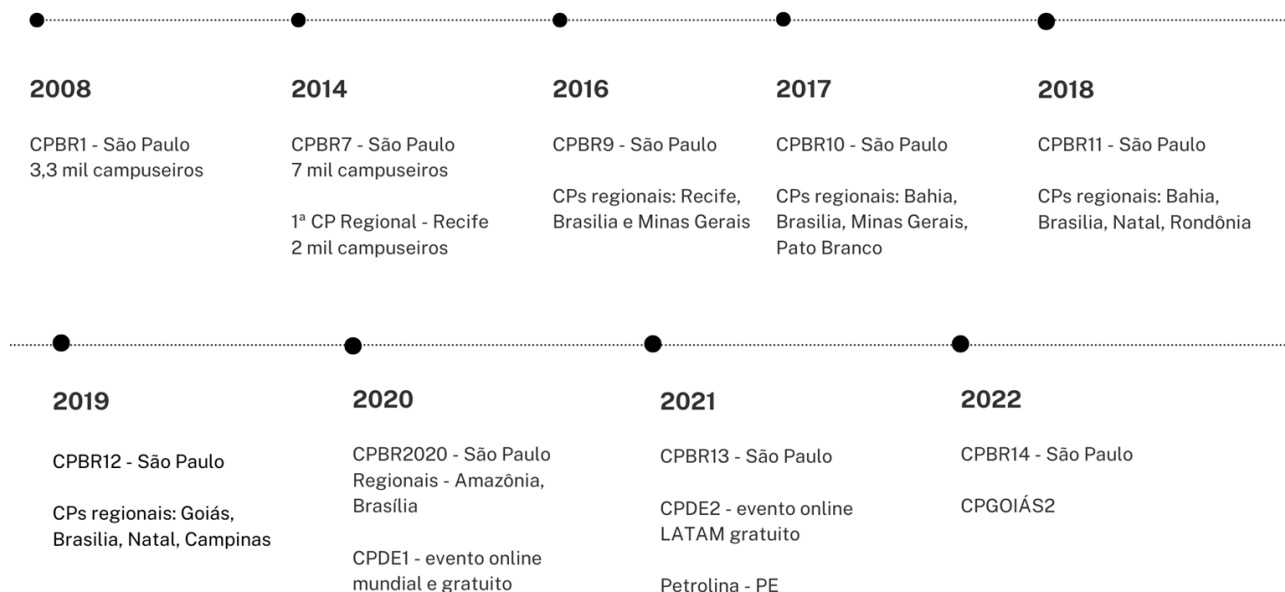 2008
CPBR1 - São Paulo
3,3 mil campuseiros
2014
CPBR7 - São Paulo
7 mil campuseiros
1ª CP Regional - Recife
2 mil campuseiros
2016
CPBR9 - São Paulo
CPs regionais: Recife,
Brasilia e Minas Gerais
2017
CPBR10 - São Paulo
CPs regionais: Bahia,
Brasilia, Minas Gerais,
Pato Branco
2018
CPBR11 - São Paulo
CPs regionais: Bahia,
Brasilia, Natal, Rondônia
2019
CPBR12 - São Paulo
CPs regionais: Goiás,
Brasilia, Natal, Campinas
2020
CPBR2020 - São Paulo
Regionais - Amazônia,
Brasília
CPDE1 - evento online
mundial e gratuito
2021
CPBR13 - São Paulo
CPDE2 - evento online
LATAM gratuito
Petrolina - PE
2022
CPBR14 - São Paulo
CPGOIÁS2